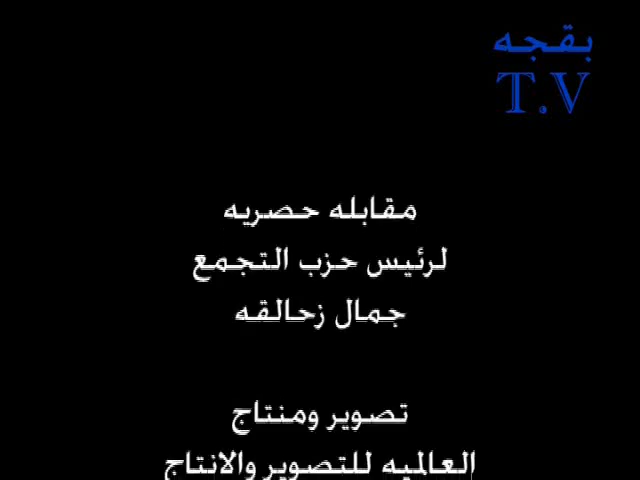 بقجه
T.V
مقابله حصريه
لرئيس حزب التجمع
جمال زحالقه
تصوير ومنتاج
العالميه للتصوير والانتاج